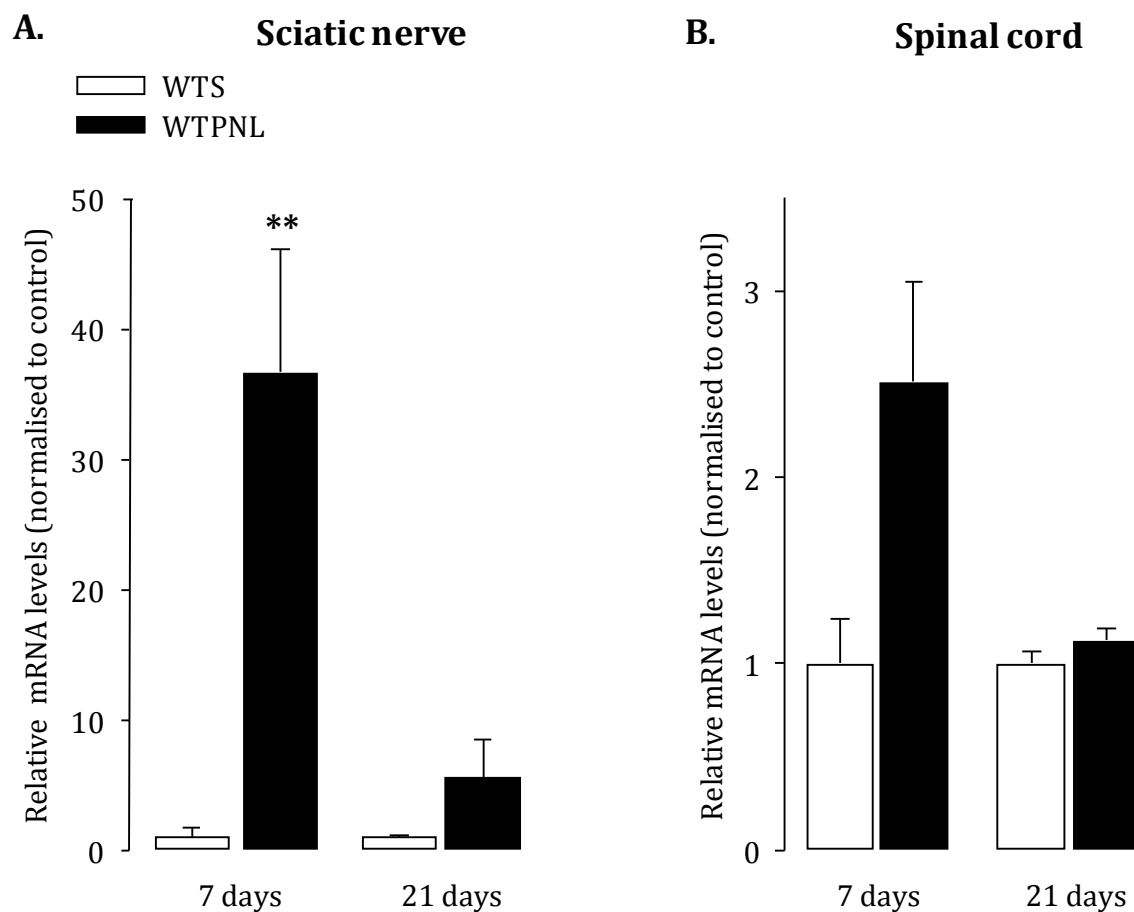 A.
Sciatic nerve
WTS
WTPNL
Relative mRNA levels (normalised to control)
50
40
30
20
10
0
**
7 days
21 days
B.
Spinal cord
Relative mRNA levels (normalised to control)
3
2
1
0
7 days
21 days